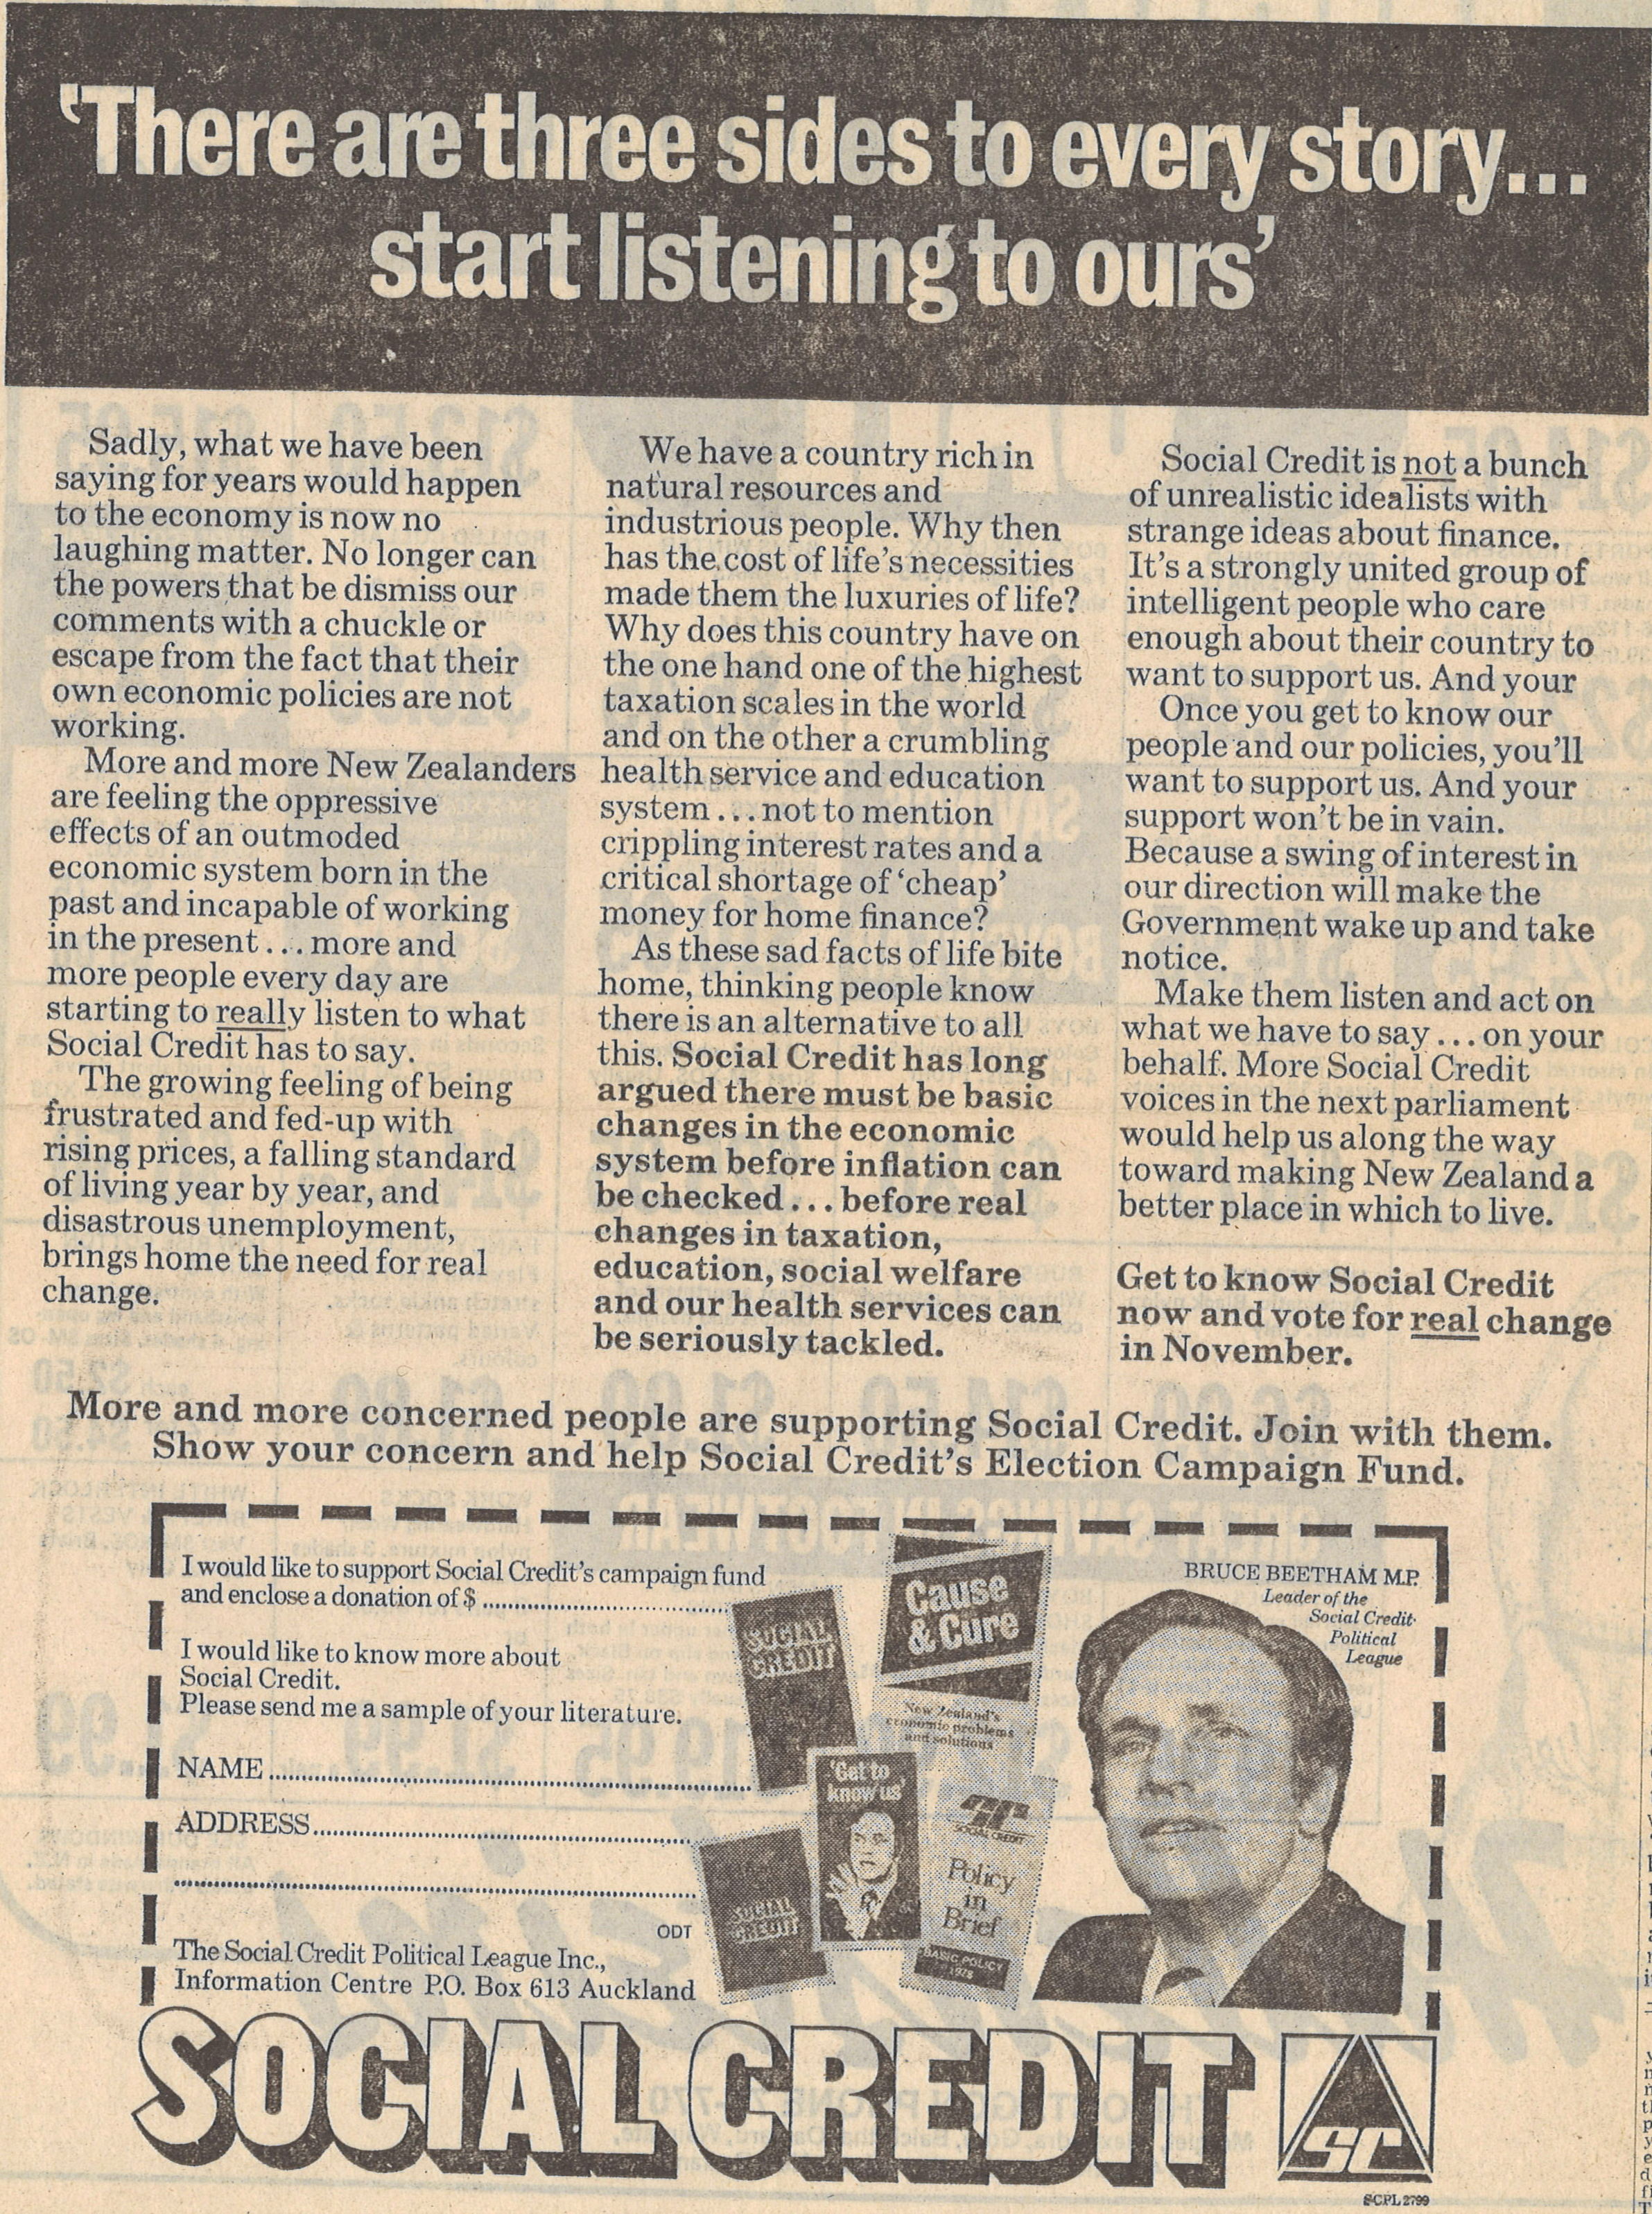 ‘There are three sides to every story...
start listening to ours’
Sadly, what we have been
saying for years would happen
to the economy is now no
laughing matter. No longer can
the powers that be dismiss our
comments with a chuckle or
escape from the fact that their
own economic policies are not
working.
More and more New Zealanders
are feeling the oppressive
effects of an outmoded
economic system born in the
past and incapable of working
in the present... more and
more people every day are
starting to really listen to what
Social Credit has to say.
The growing feeling of being
frustrated and fed-up with
rising prices, a falling standard
of living year by year, and
disastrous unemployment,
brings home the need for real
change.
We have a country rich in
natural resources and
industrious people. Why then
has the cost of life's necessities
made them the luxuries of life?
Why does this country have on
the one hand one of the highest
taxation scales in the world
and on the other a crumbling
health service and education
system... not to mention
crippling interest rates and a
critical shortage of ‘cheap’
money for home finance?
As these sad facts of life bite
home, thinking people know
there is an alternative to all
this. Social Credit has long
argued there must be basic
changes in the economic
system before inflation can
be checked... before real
changes in taxation,
education, social welfare
and our health services can
be seriously tackled.
Social Credit is not a bunch
of unrealistic idealists with
strange ideas about finance.
It's a strongly united group of
intelligent people who care
enough about their country to
want to support us. And your
Once you get to know our
people and our policies, you'll
want to support us. And your
support won't be in vain.
Because a swing of interest in
our direction will make the
Government wake up and take
notice.
Make them listen and act on
what we have to say... on your
behalf. More Social Credit
voices in the next parliament
would help us along the way
toward making New Zealand a
better place in which to live.
Get to know Social Credit
now and vote for real change
in November.
More and more concerned people are supporting Social Credit. Join with them.
Show your concern and help Social Credit's Election Campaign Fund.
I would like to support Social Credit's campaign fund
and enclose a donation of $
I would like to know more about
Social Credit.
Please send me a sample of your literature.
NAME
ADDRESS
ODT
The Social Credit Political League Inc.,
Information Centre P.O. Box 613 Auckland
SOCIAL
CREDIT
Cause
& Cure
New Zealand's
economic problems
and solutions
‘Get to
know us’
SOCIAL
CREDIT
SOCIAL CREDIT
Policy
in
Brief
BASIC POLICY
1978
BRUCE BEETHAM M.P.
Leader of the
Social Credit
Political
League
SOCIAL CREDIT
SC
SCPL 2799